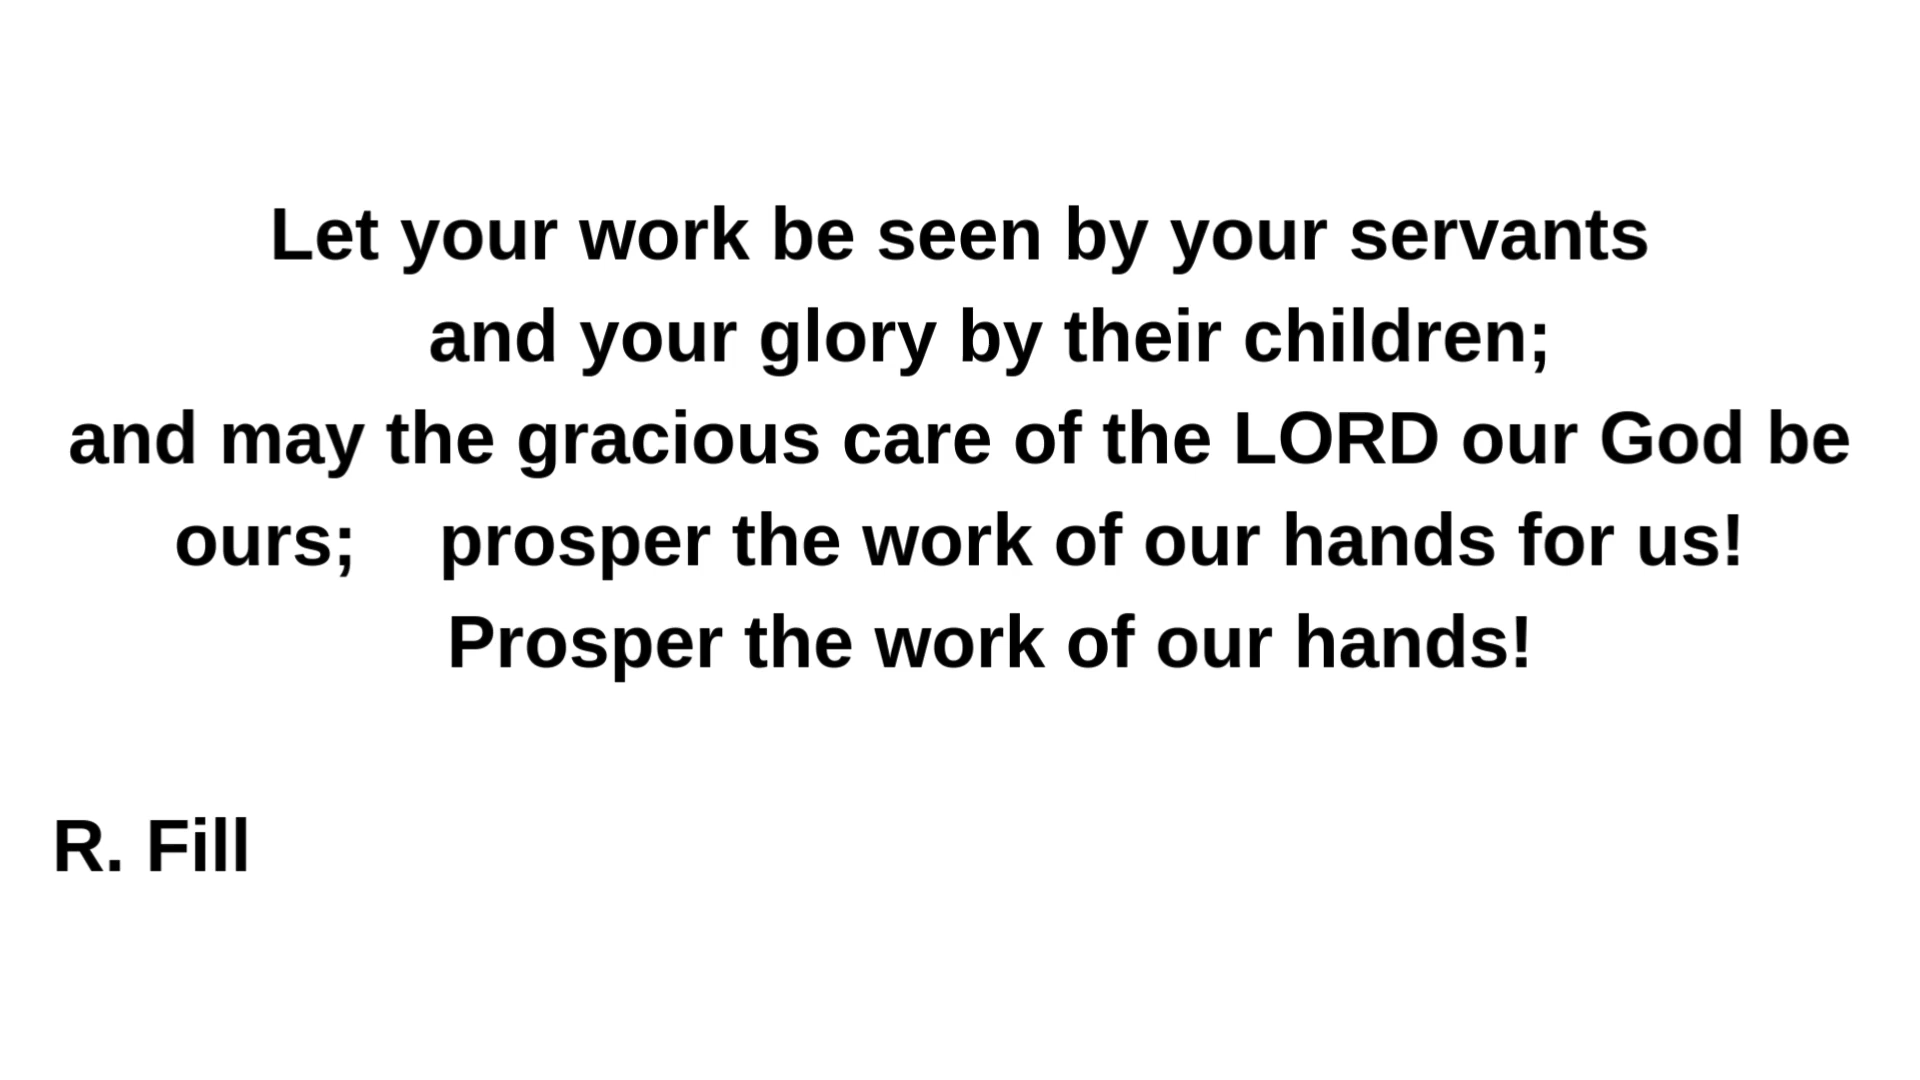 Let your work be seen by your servants
and your glory by their children;
and may the gracious care of the LORD our God be
ours; prosper the work of our hands for us!
Prosper the work of our hands!
R. Fill